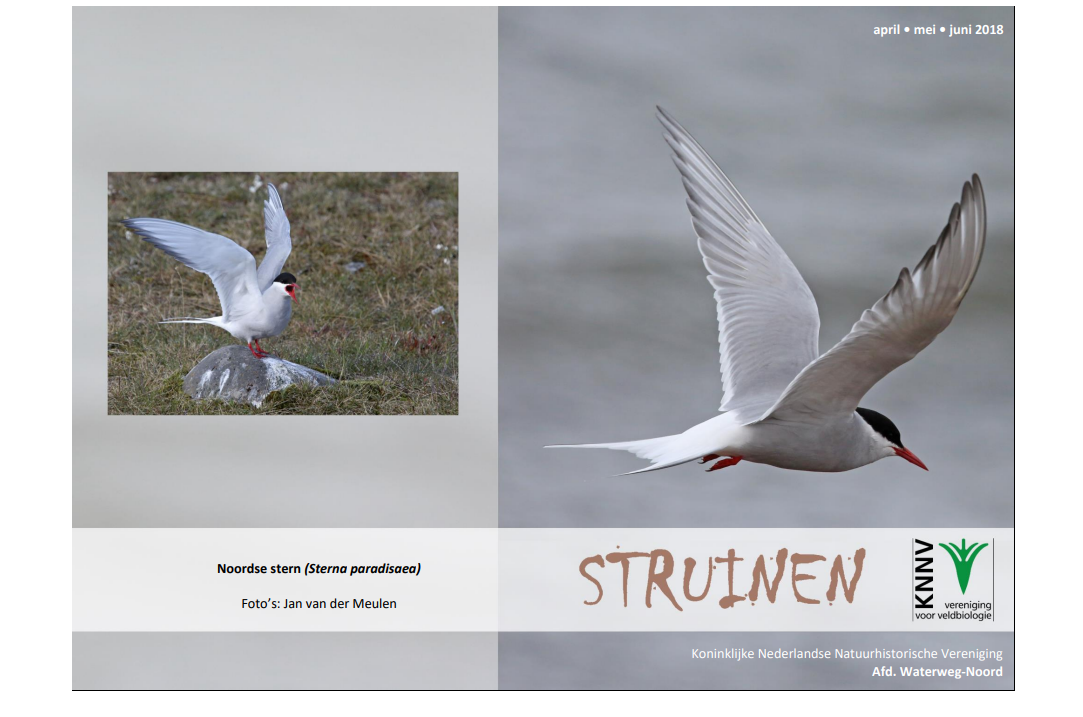 april • mei • juni 2018
Noordse stern (Sterna paradisaea)
Foto's: Jan van der Meulen
STRUINEN
KNNV
vereniging
voor veldbiologie
Koninklijke Nederlandse Natuurhistorische Vereniging
Afd. Waterweg-Noord